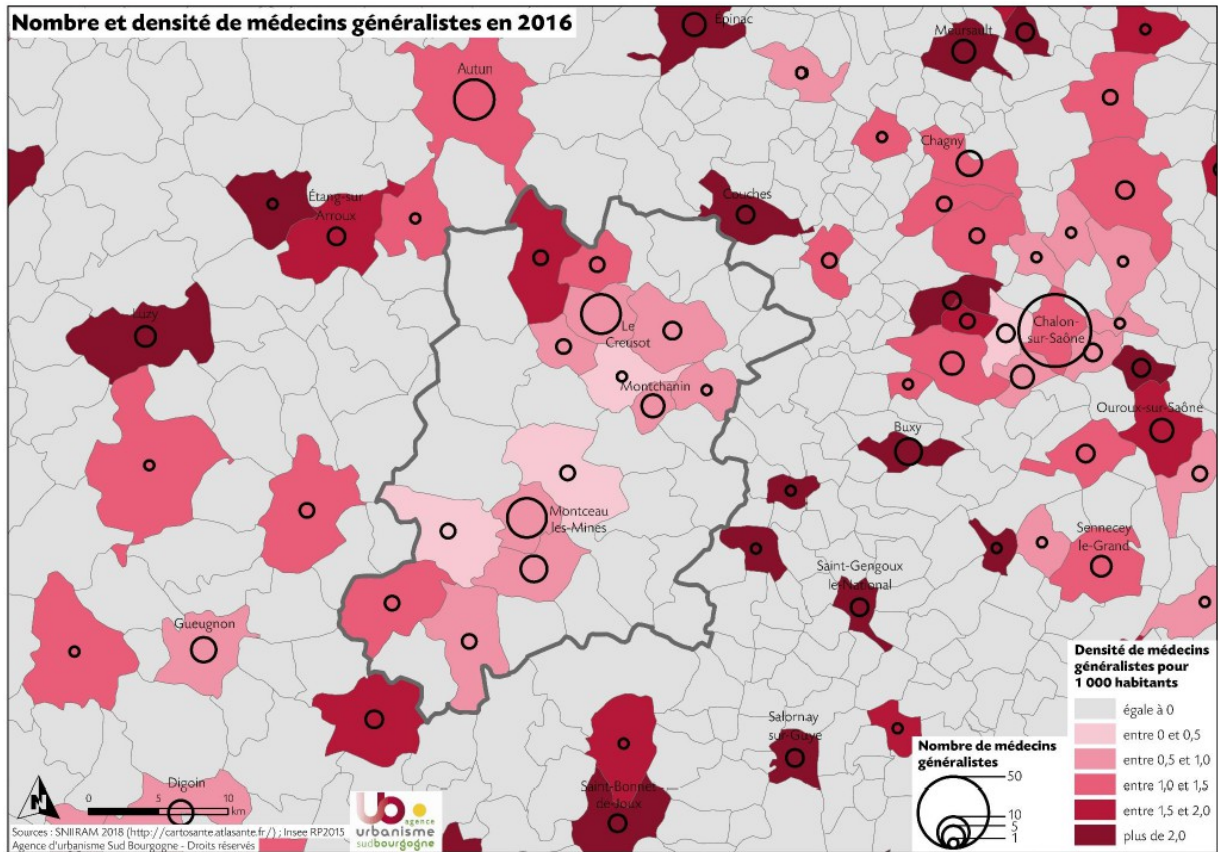 Nombre et densité de médecins généralistes en 2016
Épinac
Meursault
Autun
Chagny
Étang-sur
Arroux
Couches
Luzy
Le
Creusot
Chalon-
sur-Saône
Montchanin
Ouroux-sur-Saône
Buxy
Montceau
les-Mines
Sennecey
le-Grand
Saint-Gengoux
le-National
Gueugnon
Salornay
sur-Guye
Digoin
Saint-Bonnet-
de-Joux
Densité de médecins
généralistes pour
1 000 habitants
égale à 0
entre 0 et 0,5
entre 0,5 et 1,0
entre 1,0 et 1,5
entre 1,5 et 2,0
plus de 2,0
Nombre de médecins
généralistes
50
10
5
1
N
0 5 10
km
agence
urbanisme
sudbourgogne
Sources : SNIIRAM 2018 (http://cartosante.atlasante.fr/) ; Insee RP2015
Agence d'urbanisme Sud Bourgogne - Droits réservés